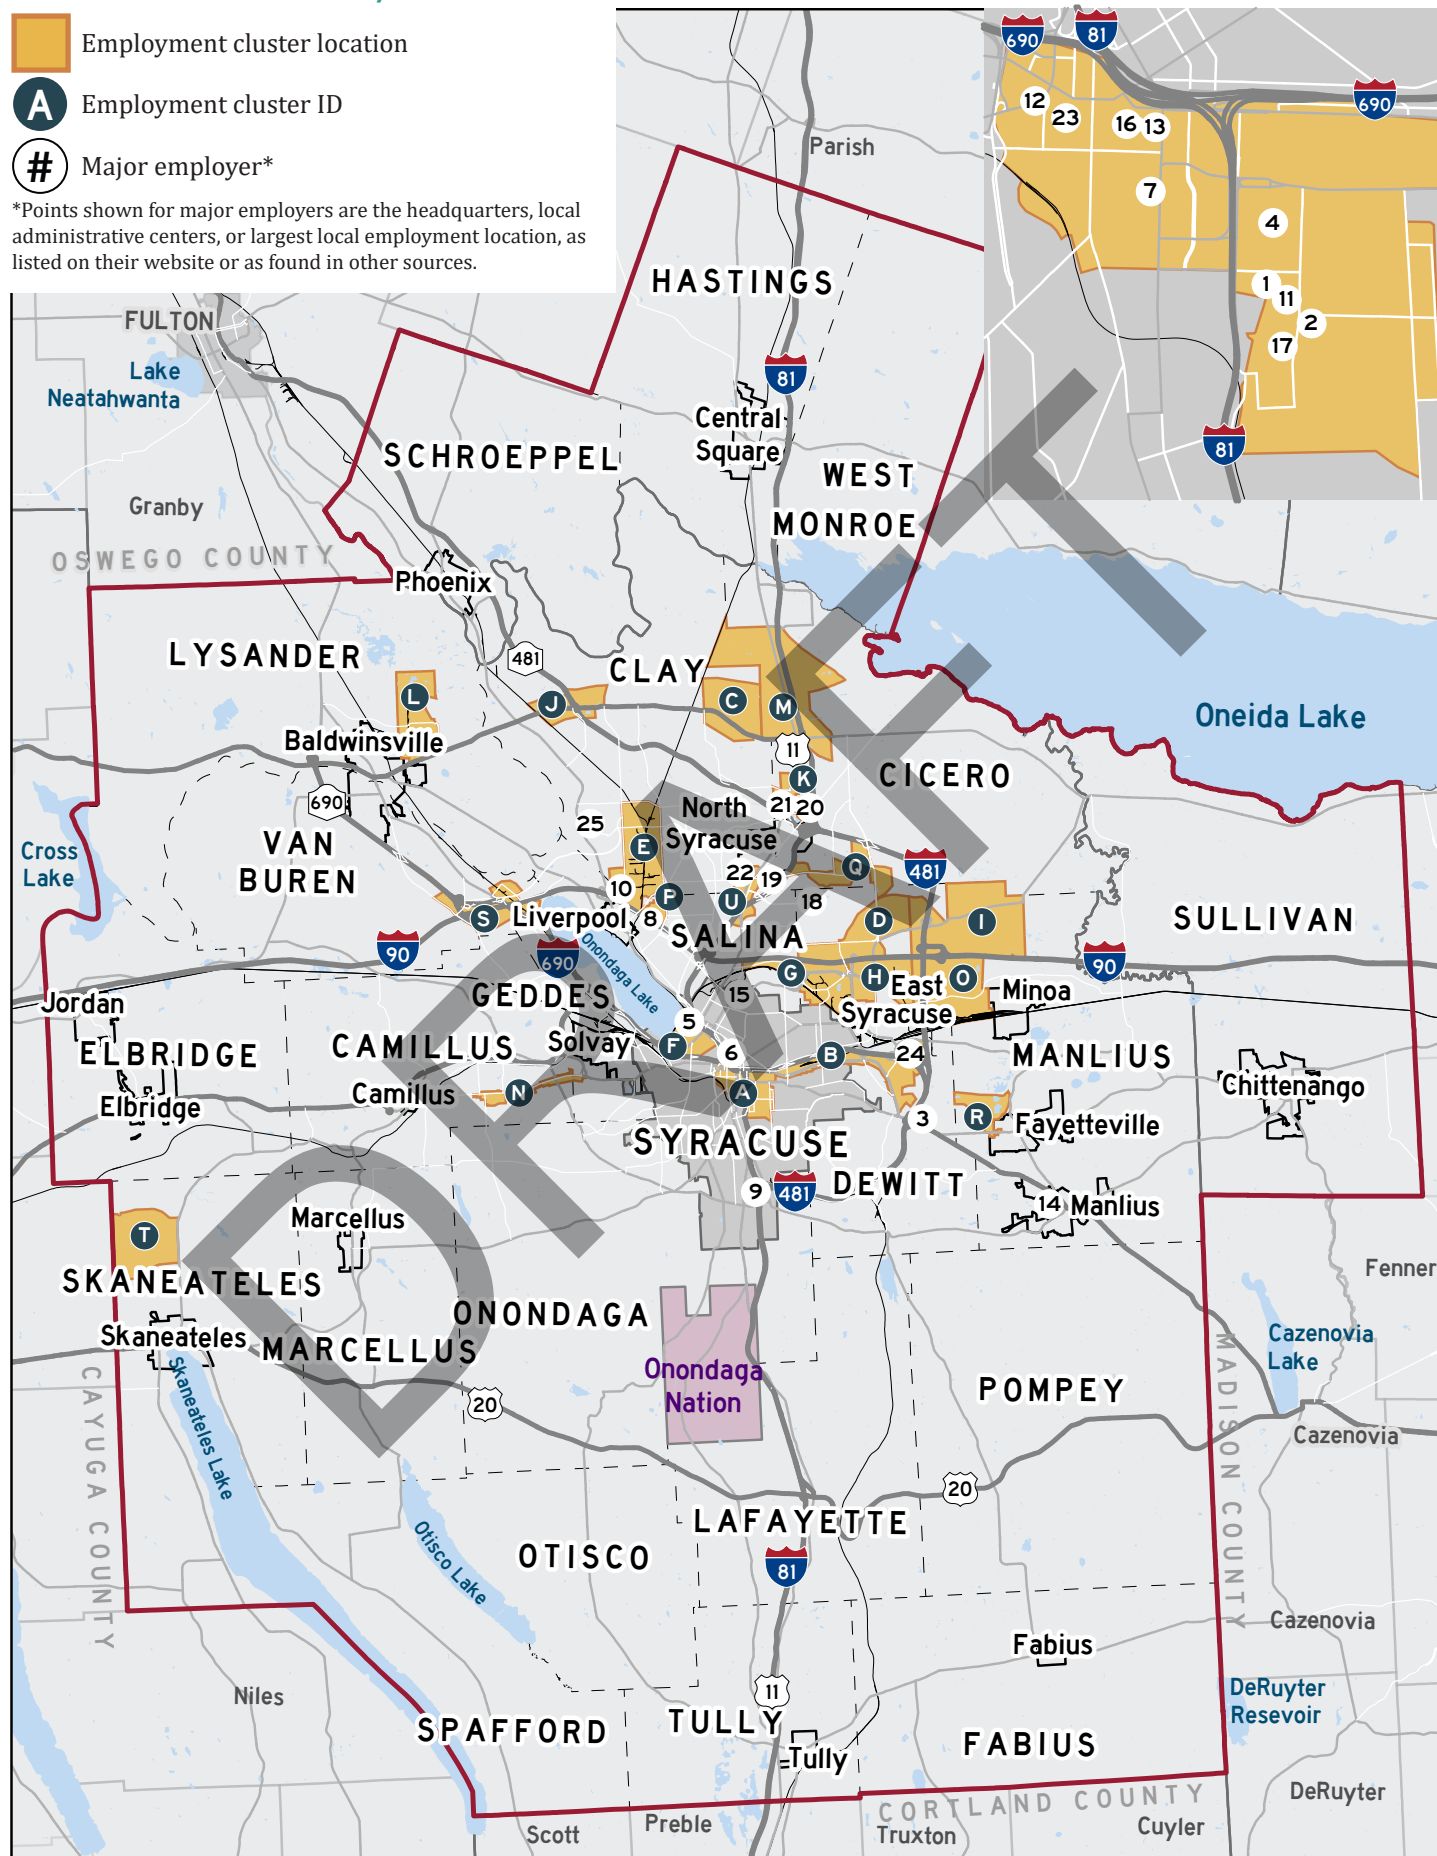 Employment cluster location
A
Employment cluster ID
#
Major employer*
*Points shown for major employers are the headquarters, local
administrative centers, or largest local employment location, as
listed on their website or as found in other sources.
690
81
690
12
23
16
13
7
4
1
11
2
17
81
Parish
HASTINGS
FULTON
Lake
Neatahwanta
81
Central
Square
SCHROEPPEL
WEST
MONROE
Granby
OSWEGO COUNTY
Phoenix
LYSANDER
481
CLAY
L
J
C
M
Oneida Lake
Baldwinsville
11
K
CICERO
690
21
20
North
Syracuse
25
VAN
BUREN
E
Cross
Lake
Q
481
22
19
10
P
U
18
S
Liverpool
8
D
I
SULLIVAN
SALINA
90
690
Onondaga Lake
G
H
East
Syracuse
O
90
Minoa
GEDDES
15
Jordan
5
ELBRIDGE
CAMILLUS
Solvay
F
6
B
24
MANLIUS
Camillus
N
A
Chittenango
Elbridge
3
R
Fayetteville
SYRACUSE
9
481
DEWITT
14
Manlius
T
Marcellus
SKANEATELES
ONONDAGA
Fenner
Skaneateles
MARCELLUS
Cazenovia
Lake
Onondaga
Nation
POMPEY
20
Skaneateles Lake
CAYUGA COUNTY
MADISON COUNTY
Cazenovia
20
LAFAYETTE
OTISCO
Otisco Lake
81
Cazenovia
Fabius
Niles
11
DeRuyter
Resevoir
SPAFFORD
TULLY
Tully
FABIUS
DeRuyter
CORTLAND COUNTY
Scott
Preble
Truxton
Cuyler
DRAFT